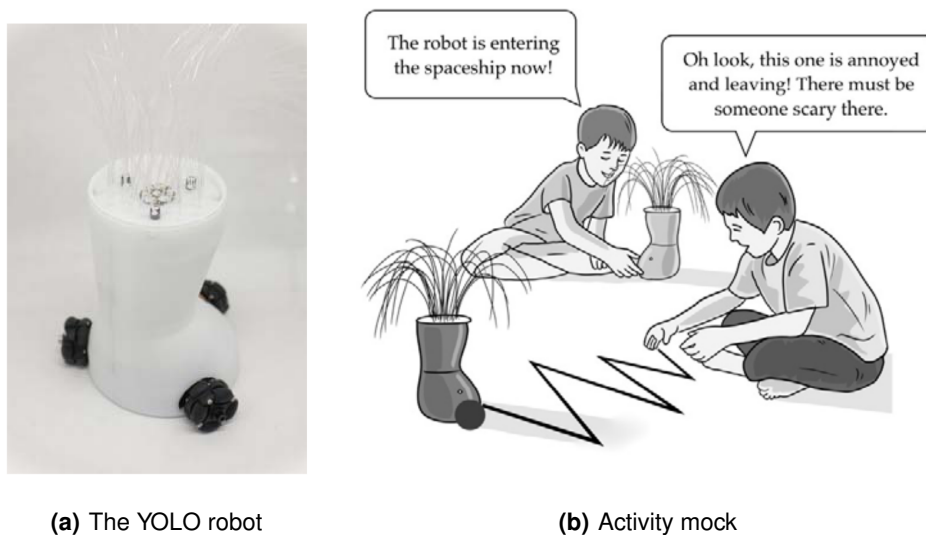 The robot is entering
the spaceship now!
Oh look, this one is annoyed
and leaving! There must be
someone scary there.
(a) The YOLO robot
(b) Activity mock